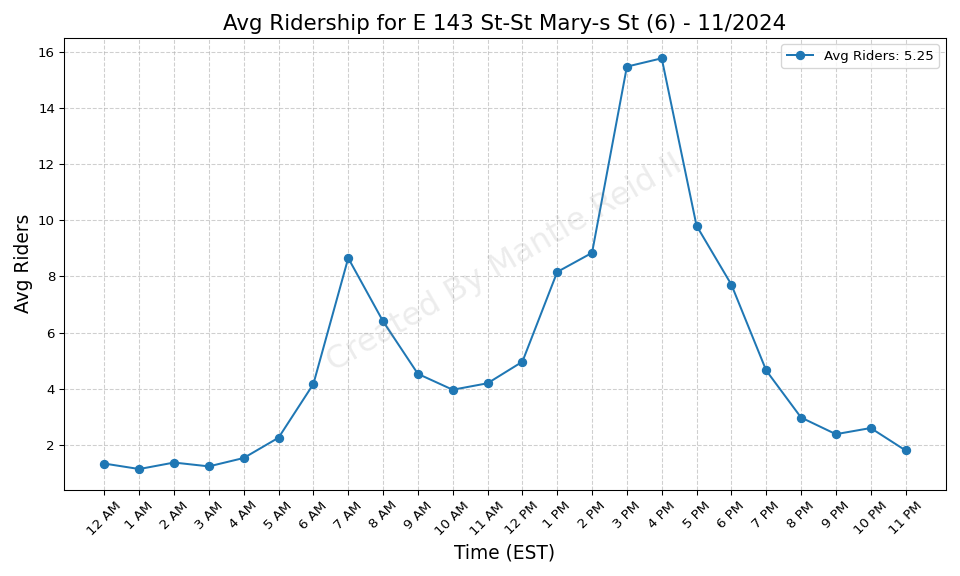 Avg Ridership for E 143 St-St Mary-s St (6) - 11/2024
Avg Riders: 5.25
16
14
12
10
8
6
4
2
Avg Riders
Created By Mantle Reid II
12 AM
1 AM
2 AM
3 AM
4 AM
5 AM
6 AM
7 AM
8 AM
9 AM
10 AM
11 AM
12 PM
1 PM
2 PM
3 PM
4 PM
5 PM
6 PM
7 PM
8 PM
9 PM
10 PM
11 PM
Time (EST)